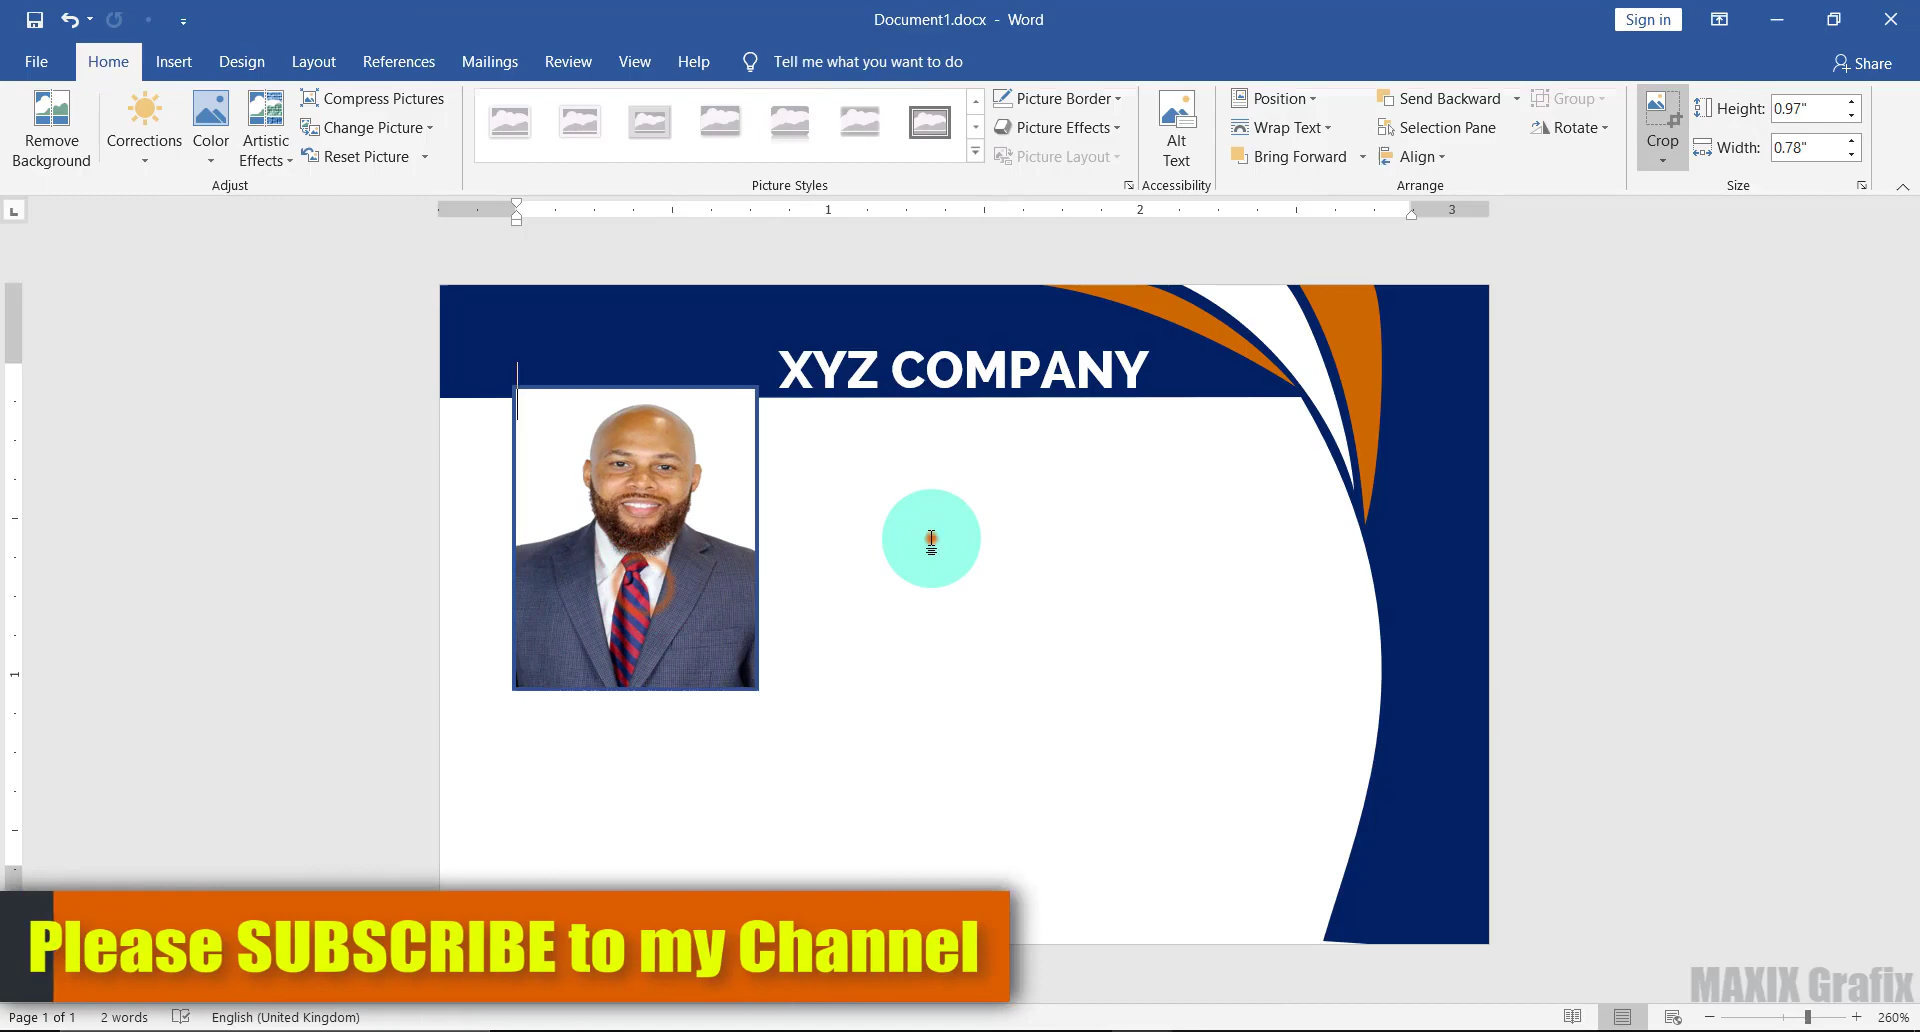 Document1.docx - Word
Sign in
File Home Insert Design Layout References Mailings Review View Help Tell me what you want to do Share
Remove Background
Corrections
Color
Artistic Effects
Compress Pictures
Change Picture
Reset Picture
Adjust
Picture Styles
Picture Border
Picture Effects
Picture Layout
Alt Text
Accessibility
Position
Wrap Text
Bring Forward
Send Backward
Selection Pane
Align
Group
Rotate
Arrange
Crop
Height: 0.97"
Width: 0.78"
Size
1 2 3
XYZ COMPANY
1
Please SUBSCRIBE to my Channel
MAXIX Grafix
Page 1 of 1 2 words English (United Kingdom) 260%